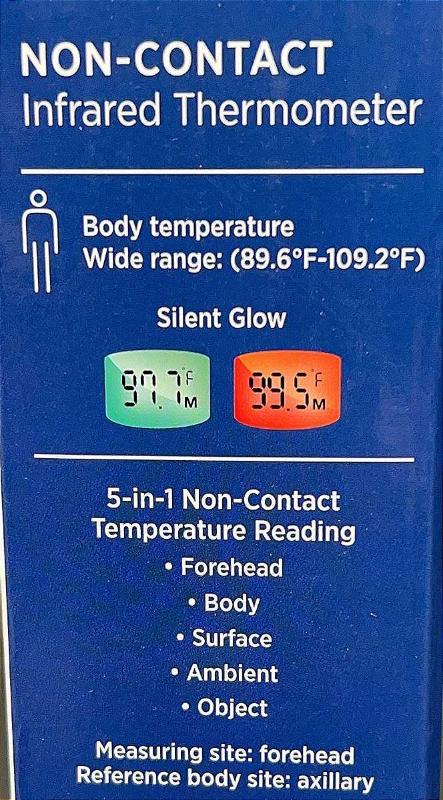 NON-CONTACT
Infrared Thermometer
Body temperature
Wide range: (89.6°F-109.2°F)
Silent Glow
97.7°F M
99.5°F M
5-in-1 Non-Contact
Temperature Reading
• Forehead
• Body
• Surface
• Ambient
• Object
Measuring site: forehead
Reference body site: axillary